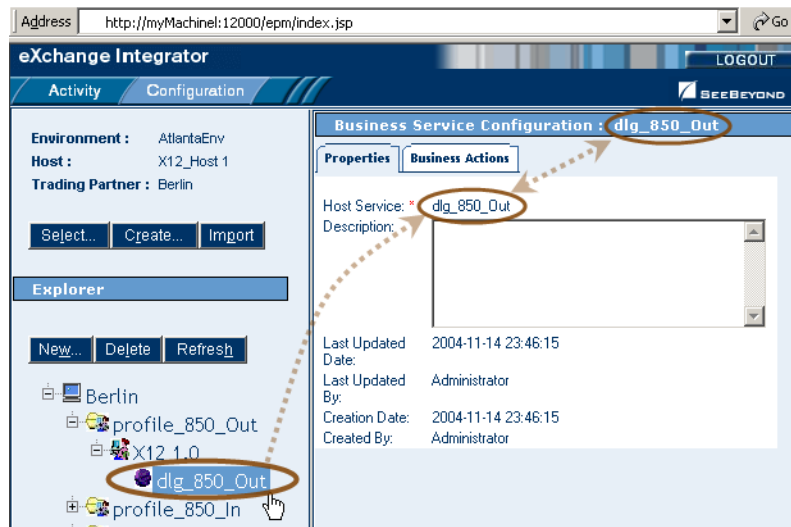 Address http://myMachinel:12000/epm/index.jsp Go
eXchange Integrator
LOGOUT
Activity Configuration
SEEBEYOND
Environment : AtlantaEnv
Host : X12_Host 1
Trading Partner : Berlin
Select... Create... Import
Explorer
New... Delete Refresh
Berlin
profile_850_Out
X12 1.0
dlg_850_Out
profile_850_In
Business Service Configuration : dlg_850_Out
Properties Business Actions
Host Service: * dlg_850_Out
Description:
Last Updated Date: 2004-11-14 23:46:15
Last Updated By: Administrator
Creation Date: 2004-11-14 23:46:15
Created By: Administrator